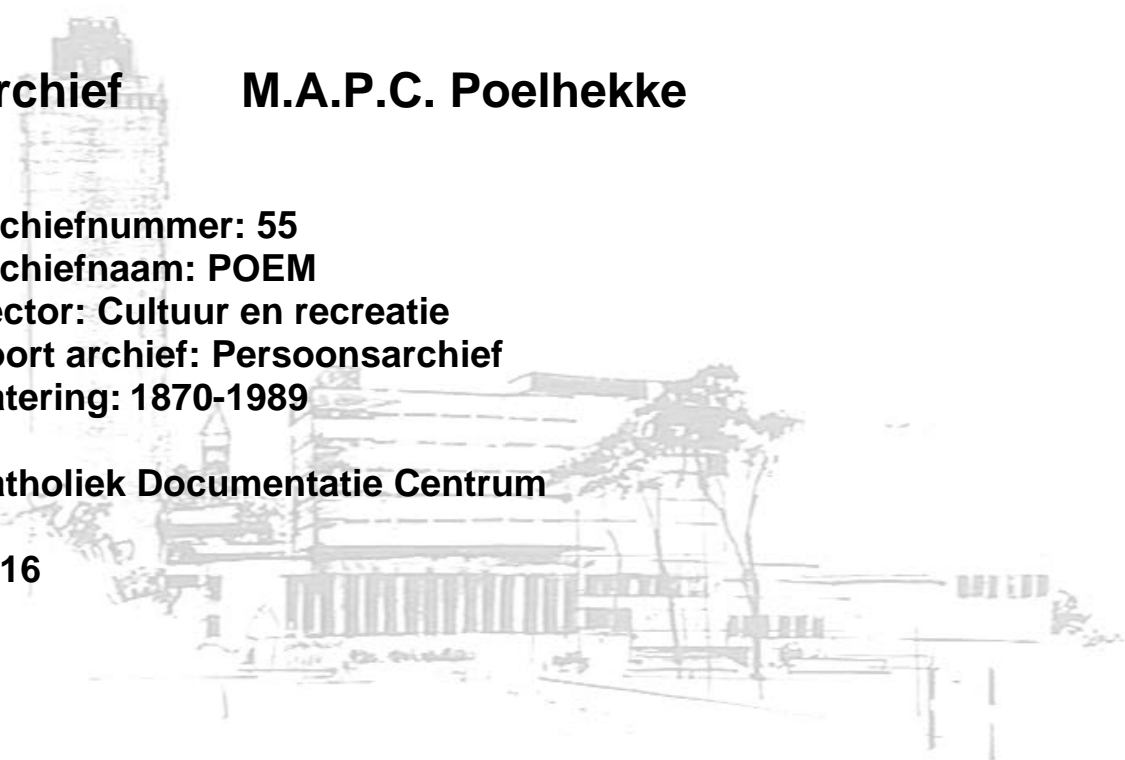 rchief M.A.P.C. Poelhekke
chiefnummer: 55
chiefnaam: POEM
ector: Cultuur en recreatie
oort archief: Persoonsarchief
atering: 1870-1989
atholiek Documentatie Centrum
16